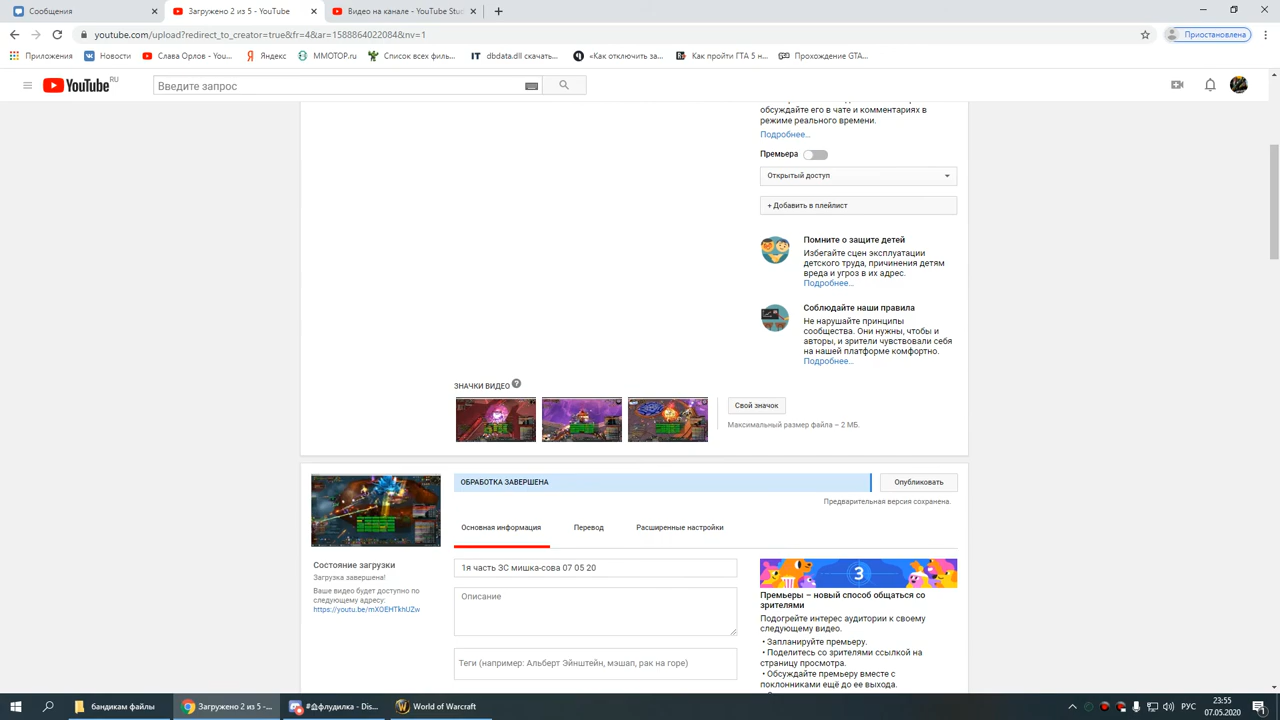 Сообщения
Загружено 2 из 5 - YouTube
Видео на канале - YouTube Stu
youtube.com/upload?redirect_to_creator=true&fr=4&ar=1588864022084&nv=1
Приостановлена
Приложения
Новости
Слава Орлов - You...
Яндекс
MMOTOP.ru
Список всех фильм...
dbdata.dll скачать...
«Как отключить за...
Как пройти ГТА 5 н...
Прохождение GTA...
YouTube RU
Введите запрос
обсуждайте его в чате и комментариях в
режиме реального времени.
Подробнее...
Премьера
Открытый доступ
+ Добавить в плейлист
Помните о защите детей
Избегайте сцен эксплуатации
детского труда, причинения детям
вреда и угроз в их адрес.
Подробнее...
Соблюдайте наши правила
Не нарушайте принципы
сообщества. Они нужны, чтобы и
авторы, и зрители чувствовали себя
на нашей платформе комфортно.
Подробнее...
ЗНАЧКИ ВИДЕО ?
Свой значок
Максимальный размер файла – 2 МБ.
ОБРАБОТКА ЗАВЕРШЕНА
Опубликовать
Предварительная версия сохранена.
Основная информация
Перевод
Расширенные настройки
Состояние загрузки
Загрузка завершена!
Ваше видео будет доступно по
следующему адресу:
https://youtu.be/mXOEHTkhUZw
1я часть ЗС мишка-сова 07 05 20
Описание
Теги (например: Альберт Эйнштейн, мэшап, рак на горе)
3
Премьеры – новый способ общаться со
зрителями
Подогрейте интерес аудитории к своему
следующему видео.
• Запланируйте премьеру.
• Поделитесь со зрителями ссылкой на
страницу просмотра.
• Обсуждайте премьеру вместе с
поклонниками ещё до ее выхода.
бандикам файлы
Загружено 2 из 5 -...
#Дфлудилка - Dis...
World of Warcraft
РУС
23:55
07.05.2020
1